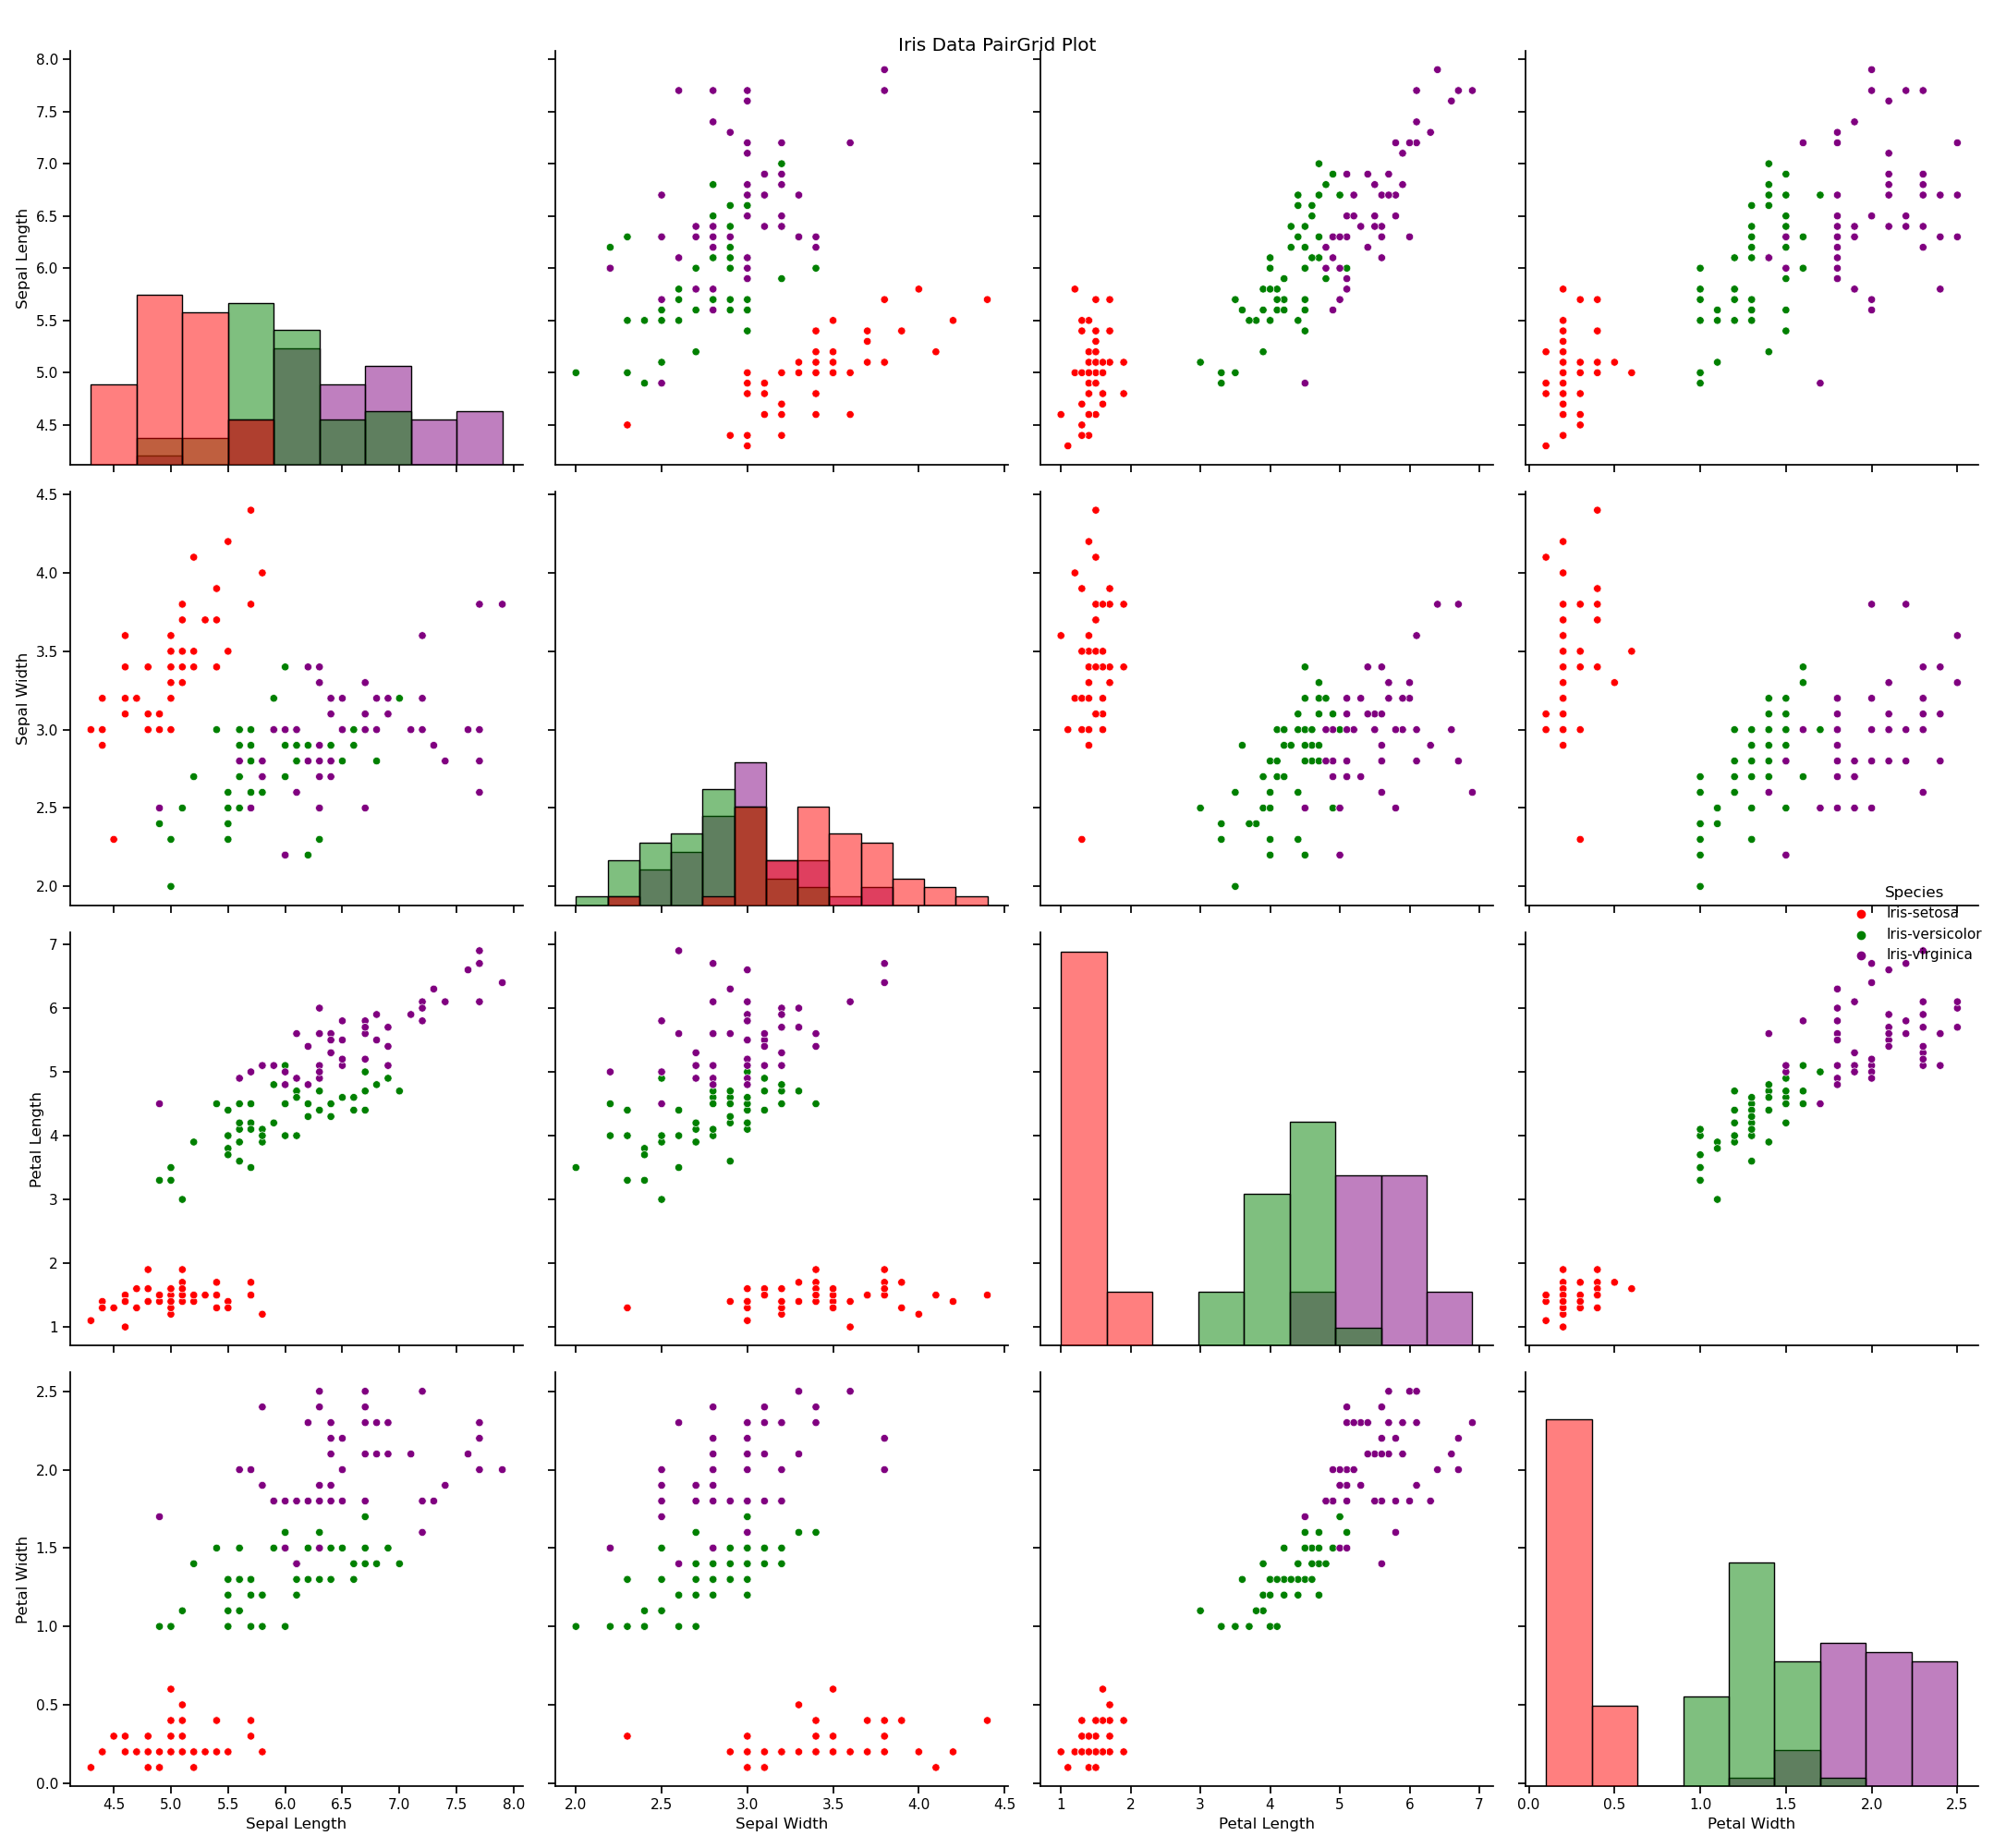 Iris Data PairGrid Plot
8.0
7.5
7.0
6.5
6.0
5.5
5.0
4.5
Sepal Length
4.5
4.0
3.5
3.0
2.5
2.0
Sepal Width
Species
Iris-setosa
Iris-versicolor
Iris-virginica
7
6
5
4
3
2
1
Petal Length
2.5
2.0
1.5
1.0
0.5
0.0
Petal Width
4.5 5.0 5.5 6.0 6.5 7.0 7.5 8.0
Sepal Length
2.0 2.5 3.0 3.5 4.0 4.5
Sepal Width
1 2 3 4 5 6 7
Petal Length
0.0 0.5 1.0 1.5 2.0 2.5
Petal Width